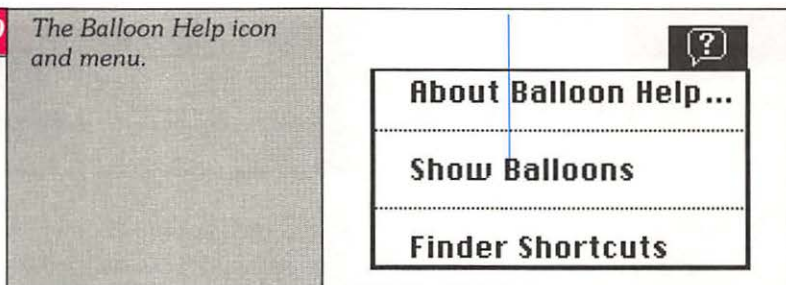 The Balloon Help icon
and menu.
?
About Balloon Help...
Show Balloons
Finder Shortcuts